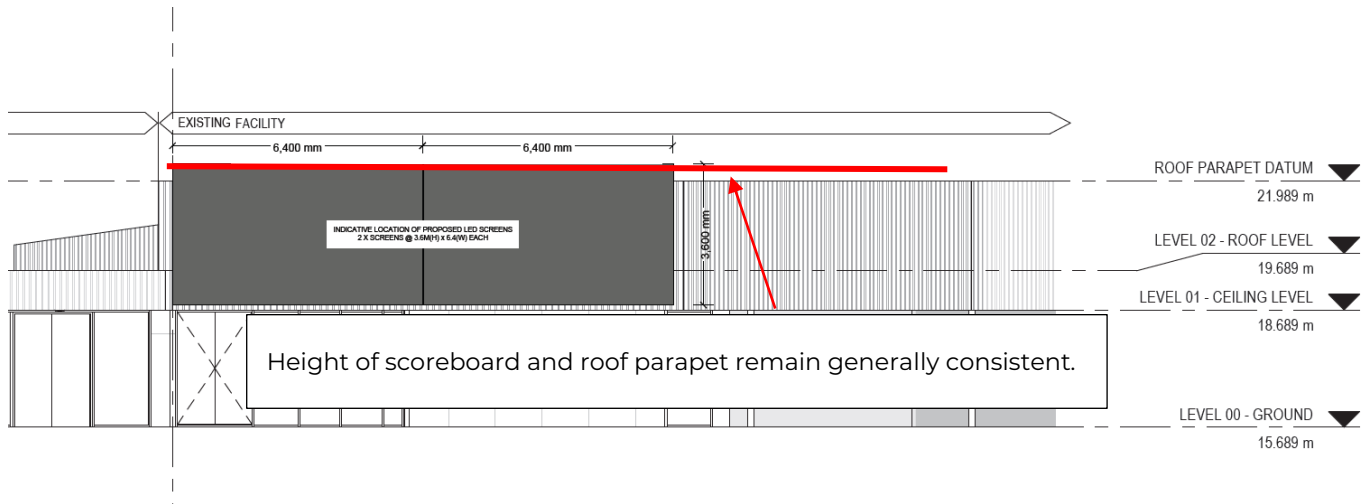 EXISTING FACILITY
6,400 mm
6,400 mm
ROOF PARAPET DATUM
21.989 m
INDICATIVE LOCATION OF PROPOSED LED SCREENS
2 X SCREENS @ 3.6M(H) x 6.4(W) EACH
3,600 mm
LEVEL 02 - ROOF LEVEL
19.689 m
LEVEL 01 - CEILING LEVEL
18.689 m
Height of scoreboard and roof parapet remain generally consistent.
LEVEL 00 - GROUND
15.689 m